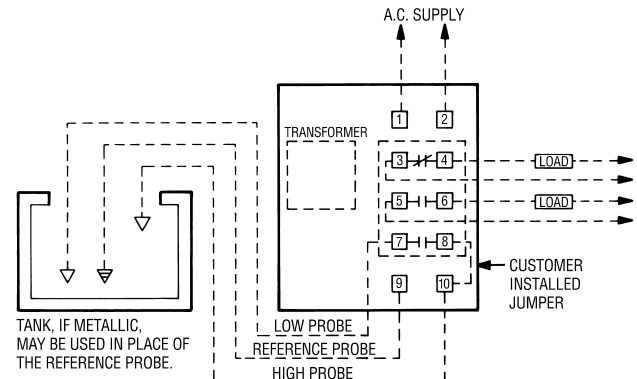 A.C. SUPPLY
1 2
TRANSFORMER
3 4 LOAD
5 6 LOAD
7 8
9 10
CUSTOMER
INSTALLED
JUMPER
TANK, IF METALLIC,
MAY BE USED IN PLACE OF
THE REFERENCE PROBE.
LOW PROBE
REFERENCE PROBE
HIGH PROBE